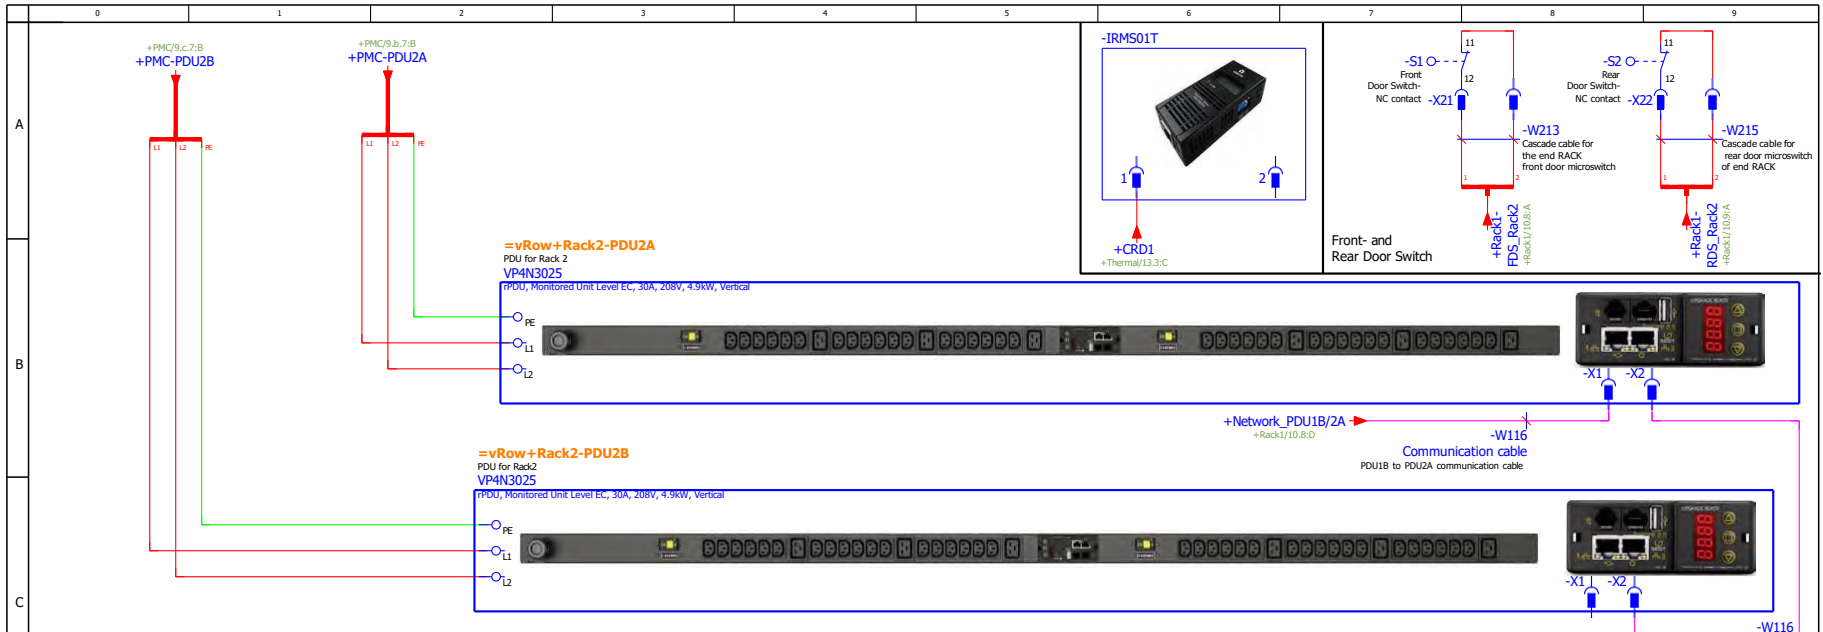 0 1 2 3 4 5 6 7 8 9
A
B
C
+PMC/9.c.7:B
+PMC-PDU2B
L1 L2 PE
+PMC/9.b.7:B
+PMC-PDU2A
L1 L2 PE
-IRMS01T
1
2
+CRD1
+Thermal/13.3:C
-S1
Front
Door Switch-
NC contact
11
12
-X21
-W213
Cascade cable for
the end RACK
front door microswitch
1 2
+Rack1-
FDS_Rack2
+Rack1/10.8:A
-S2
Rear
Door Switch-
NC contact
11
12
-X22
-W215
Cascade cable for
rear door microswitch
of end RACK
1 2
+Rack1-
RDS_Rack2
+Rack1/10.9:A
Front- and
Rear Door Switch
=vRow+Rack2-PDU2A
PDU for Rack 2
VP4N3025
rPDU, Monitored Unit Level EC, 30A, 208V, 4.9kW, Vertical
PE
L1
L2
UPGRADE READY
-X1
-X2
+Network_PDU1B/2A
+Rack1/10.8:D
-W116
Communication cable
PDU1B to PDU2A communication cable
=vRow+Rack2-PDU2B
PDU for Rack2
VP4N3025
rPDU, Monitored Unit Level EC, 30A, 208V, 4.9kW, Vertical
PE
L1
L2
UPGRADE READY
-X1
-X2
-W116